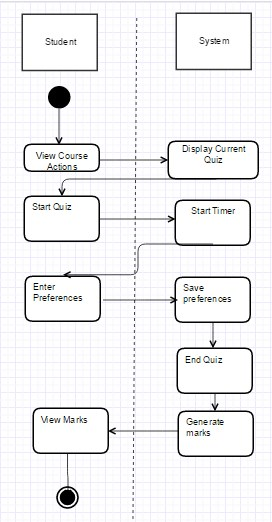 Student
System
View Course
Actions
Display Current
Quiz
Start Quiz
Start Timer
Enter
Preferences
Save
preferences
End Quiz
View Marks
Generate
marks